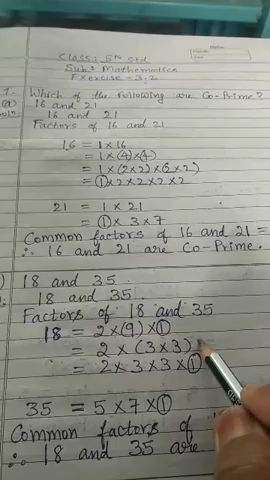 Class: 5th Std
Sub: Mathematics
Exercise = 3.2
Which of the following are Co-Prime?
16 and 21
16 and 21
Factors of 16 and 21
16 = 1 × 16
= 1 × (4) × (4)
= 1 × (2 × 2) × (2 × 2)
= 1 × 2 × 2 × 2 × 2
21 = 1 × 21
= 1 × 3 × 7
Common factors of 16 and 21 =
∴ 16 and 21 are Co-Prime.
18 and 35
18 and 35
Factors of 18 and 35
18 = 2 × (9) × 1
= 2 × (3 × 3)
= 2 × 3 × 3 × 1
35 = 5 × 7 × 1
Common factors of
∴ 18 and 35 are